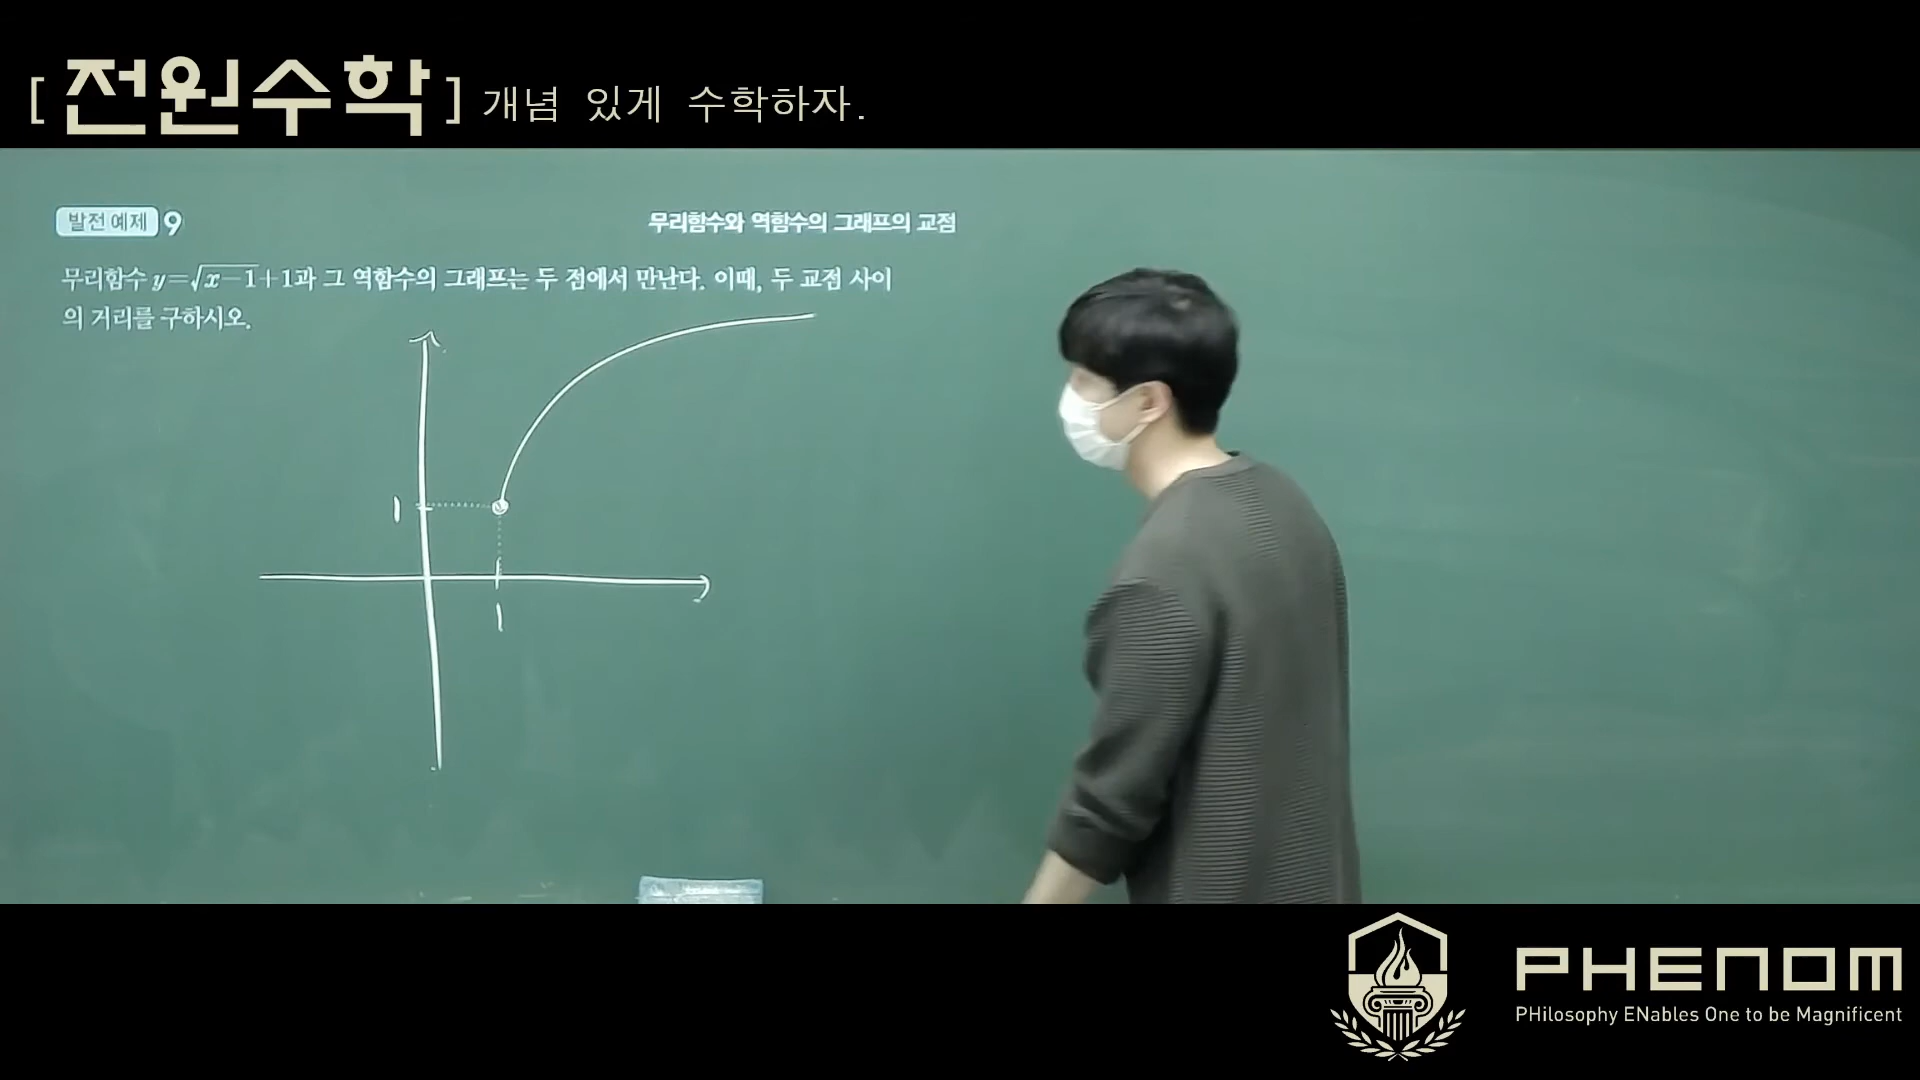 [ 전원수학 ] 개념 있게 수학하자.
발전 예제 9
무리함수와 역함수의 그래프의 교점
무리함수 y=√x−1+1과 그 역함수의 그래프는 두 점에서 만난다. 이때, 두 교점 사이
의 거리를 구하시오.
1
1
PHENOM
PHilosophy ENables One to be Magnificent